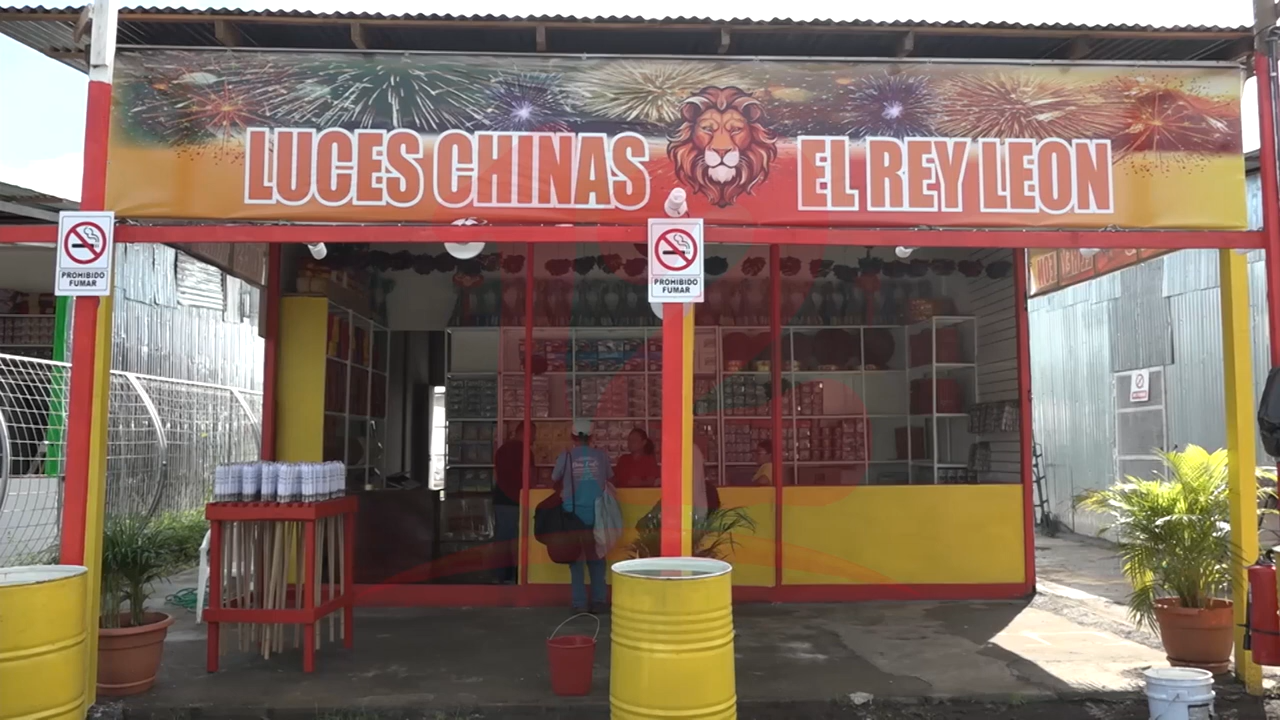 LUCES CHINAS EL REY LEON
PROHIBIDO
FUMAR
PROHIBIDO
FUMAR